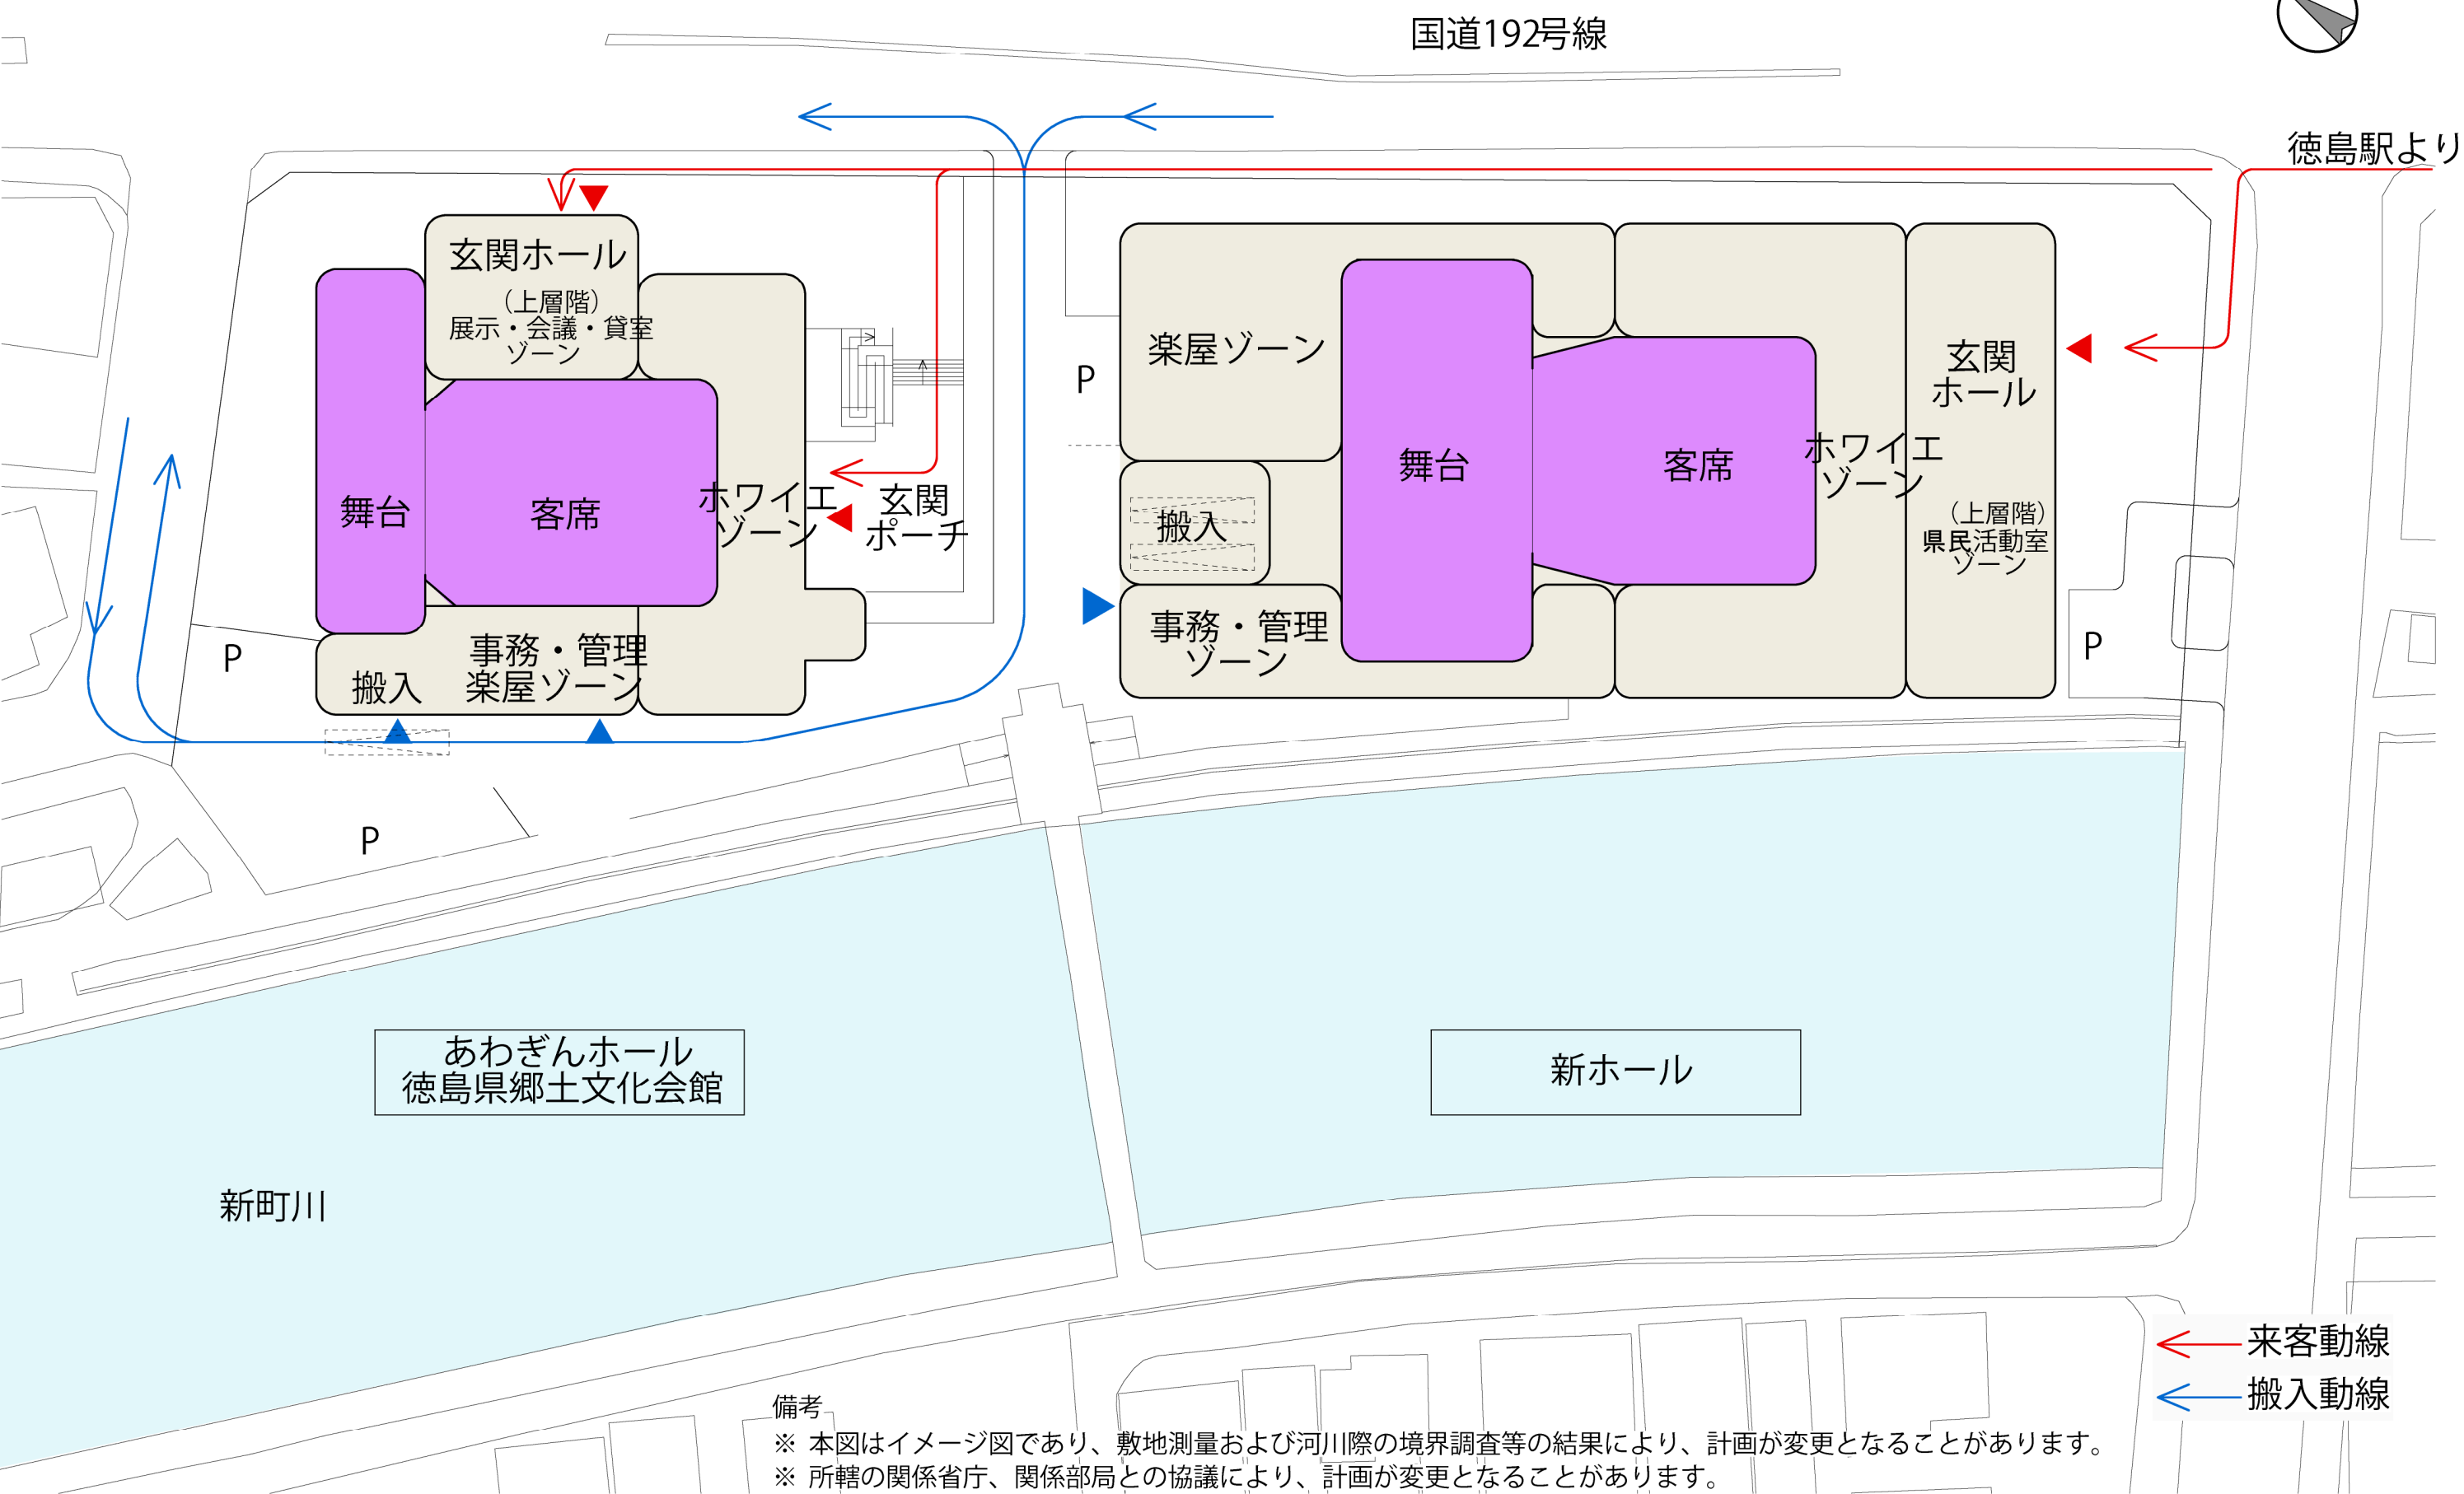 国道192号線
徳島駅より
玄関ホール
（上層階）
展示・会議・貸室
ゾーン
舞台
客席
ホワイエ
ゾーン
玄関
ポーチ
事務・管理
楽屋ゾーン
搬入
P
P
P
楽屋ゾーン
搬入
事務・管理
ゾーン
舞台
客席
ホワイエ
ゾーン
玄関
ホール
（上層階）
県民活動室
ゾーン
P
あわぎんホール
徳島県郷土文化会館
新ホール
新町川
来客動線
搬入動線
備考
※ 本図はイメージ図であり、敷地測量および河川際の境界調査等の結果により、計画が変更となることがあります。
※ 所轄の関係省庁、関係部局との協議により、計画が変更となることがあります。